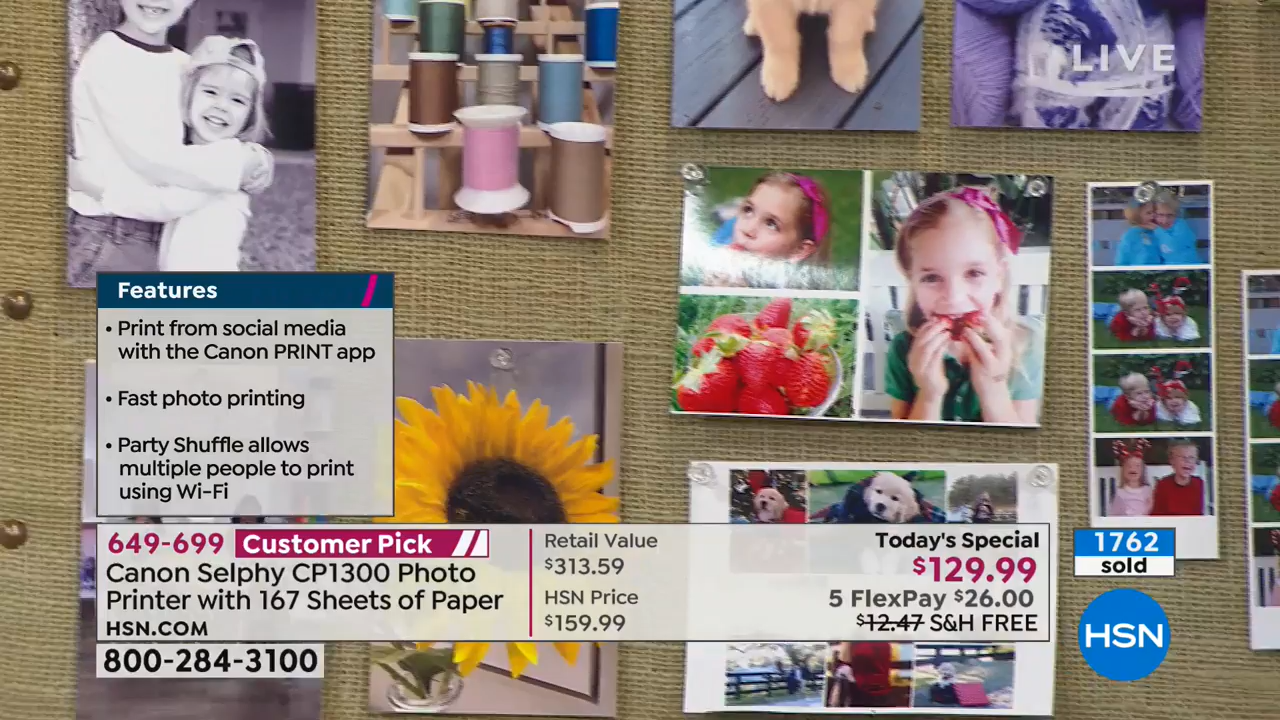 LIVE
Features
• Print from social media
with the Canon PRINT app
• Fast photo printing
• Party Shuffle allows
multiple people to print
using Wi-Fi
649-699 Customer Pick
Canon Selphy CP1300 Photo
Printer with 167 Sheets of Paper
HSN.COM
800-284-3100
Retail Value
$313.59
HSN Price
$159.99
Today's Special
$129.99
5 FlexPay $26.00
$12.47 S&H FREE
1762
sold
HSN